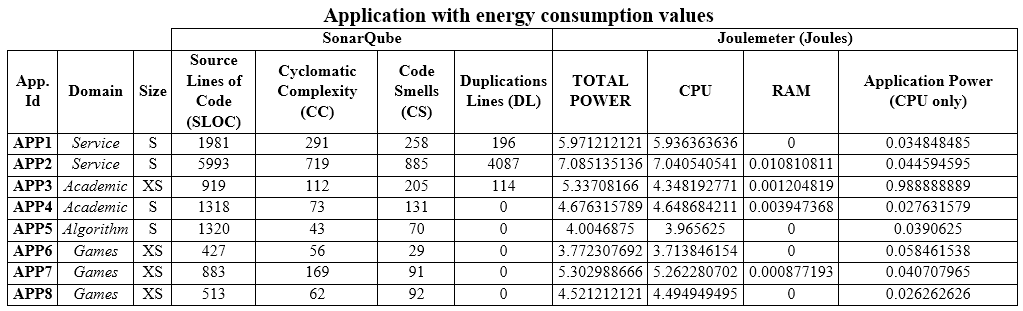 Application with energy consumption values
SonarQube Joulemeter (Joules)
App. Id Domain Size Source Lines of Code (SLOC) Cyclomatic Complexity (CC) Code Smells (CS) Duplications Lines (DL) TOTAL POWER CPU RAM Application Power (CPU only)
APP1 Service S 1981 291 258 196 5.971212121 5.936363636 0 0.034848485
APP2 Service S 5993 719 885 4087 7.085135136 7.040540541 0.010810811 0.044594595
APP3 Academic XS 919 112 205 114 5.33708166 4.348192771 0.001204819 0.988888889
APP4 Academic S 1318 73 131 0 4.676315789 4.648684211 0.003947368 0.027631579
APP5 Algorithm S 1320 43 70 0 4.0046875 3.965625 0 0.0390625
APP6 Games XS 427 56 29 0 3.772307692 3.713846154 0 0.058461538
APP7 Games XS 883 169 91 0 5.302988666 5.262280702 0.000877193 0.040707965
APP8 Games XS 513 62 92 0 4.521212121 4.494949495 0 0.026262626